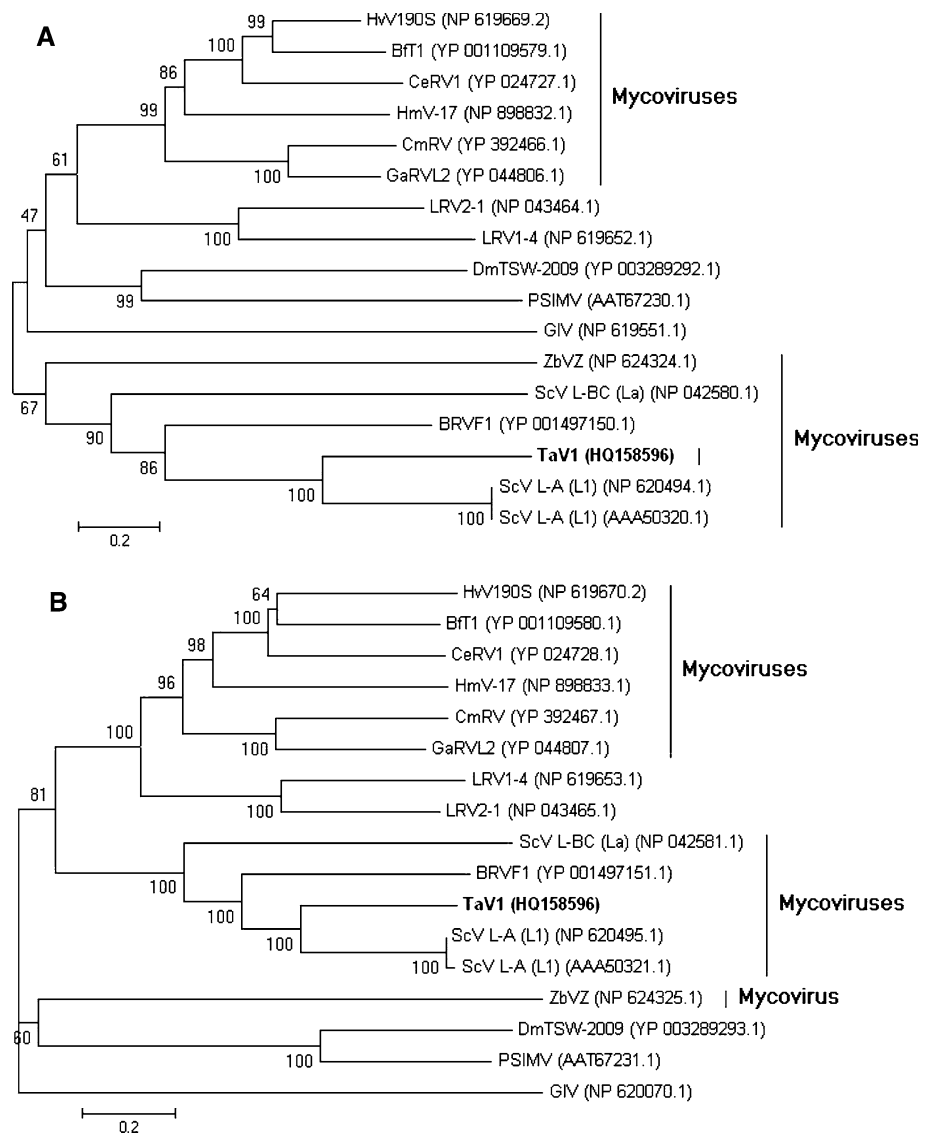 A
99
HvV190S (NP 619669.2)
100
BfT1 (YP 001109579.1)
86
CeRV1 (YP 024727.1)
Mycoviruses
99
HmV-17 (NP 898832.1)
CmRV (YP 392466.1)
61
100
GaRVL2 (YP 044806.1)
47
LRV2-1 (NP 043464.1)
100
LRV1-4 (NP 619652.1)
DmTSW-2009 (YP 003289292.1)
99
PSIMV (AAT67230.1)
GIV (NP 619551.1)
ZbVZ (NP 624324.1)
67
ScV L-BC (La) (NP 042580.1)
90
BRVF1 (YP 001497150.1)
Mycoviruses
86
TaV1 (HQ158596)
100
ScV L-A (L1) (NP 620494.1)
100
ScV L-A (L1) (AAA50320.1)
0.2
B
64
HvV190S (NP 619670.2)
100
BfT1 (YP 001109580.1)
98
CeRV1 (YP 024728.1)
Mycoviruses
96
HmV-17 (NP 898833.1)
CmRV (YP 392467.1)
100
100
GaRVL2 (YP 044807.1)
LRV1-4 (NP 619653.1)
81
100
LRV2-1 (NP 043465.1)
ScV L-BC (La) (NP 042581.1)
100
BRVF1 (YP 001497151.1)
100
TaV1 (HQ158596)
Mycoviruses
100
ScV L-A (L1) (NP 620495.1)
100
ScV L-A (L1) (AAA50321.1)
ZbVZ (NP 624325.1)
Mycovirus
60
DmTSW-2009 (YP 003289293.1)
100
PSIMV (AAT67231.1)
GIV (NP 620070.1)
0.2